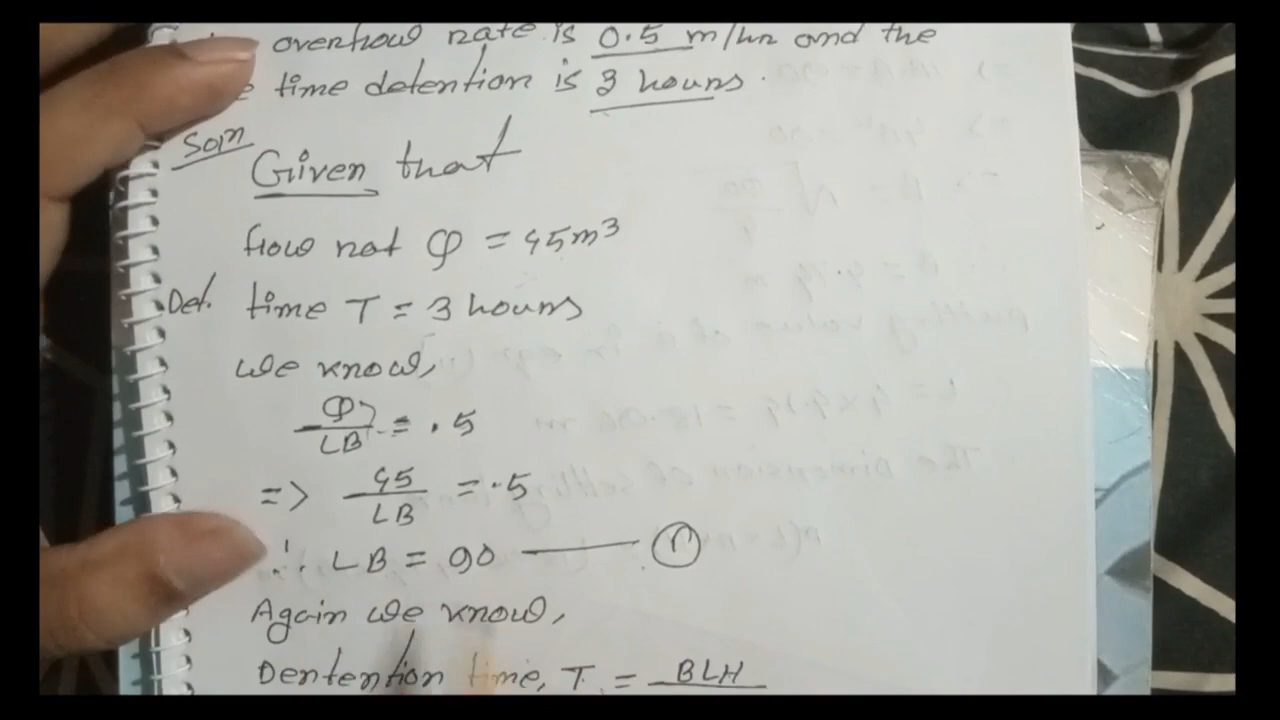 overflow rate is 0.5 m/hr and the
time detention is 3 hours.
Soln
Given that
flow rat Q = 45m3
Det. time T = 3 hours
we know,
Q
LB = .5
=> 45
LB = .5
∴ LB = 90 —— (1)
Again we know,
Dentention time, T = BLH